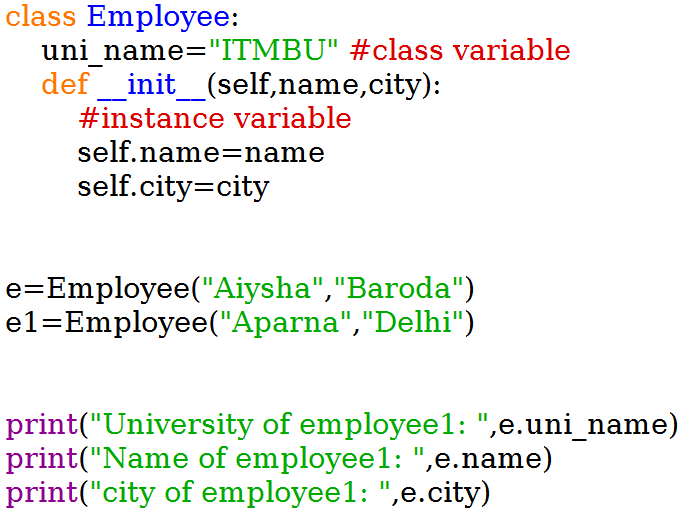 class Employee:
    uni_name="ITMBU" #class variable
    def __init__(self,name,city):
        #instance variable
        self.name=name
        self.city=city
e=Employee("Aiysha","Baroda")
e1=Employee("Aparna","Delhi")
print("University of employee1: ",e.uni_name)
print("Name of employee1: ",e.name)
print("city of employee1: ",e.city)